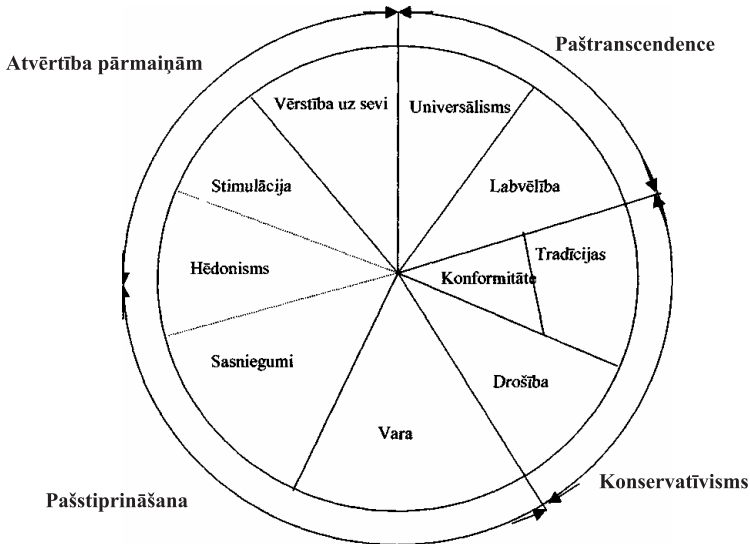 Atvērtība pārmaiņām
Paštranscendence
Vērstība uz sevi
Universālisms
Stimulācija
Labvēlība
Hēdonisms
Konformitāte
Tradīcijas
Sasniegumi
Drošība
Vara
Pašstiprināšana
Konservatīvisms